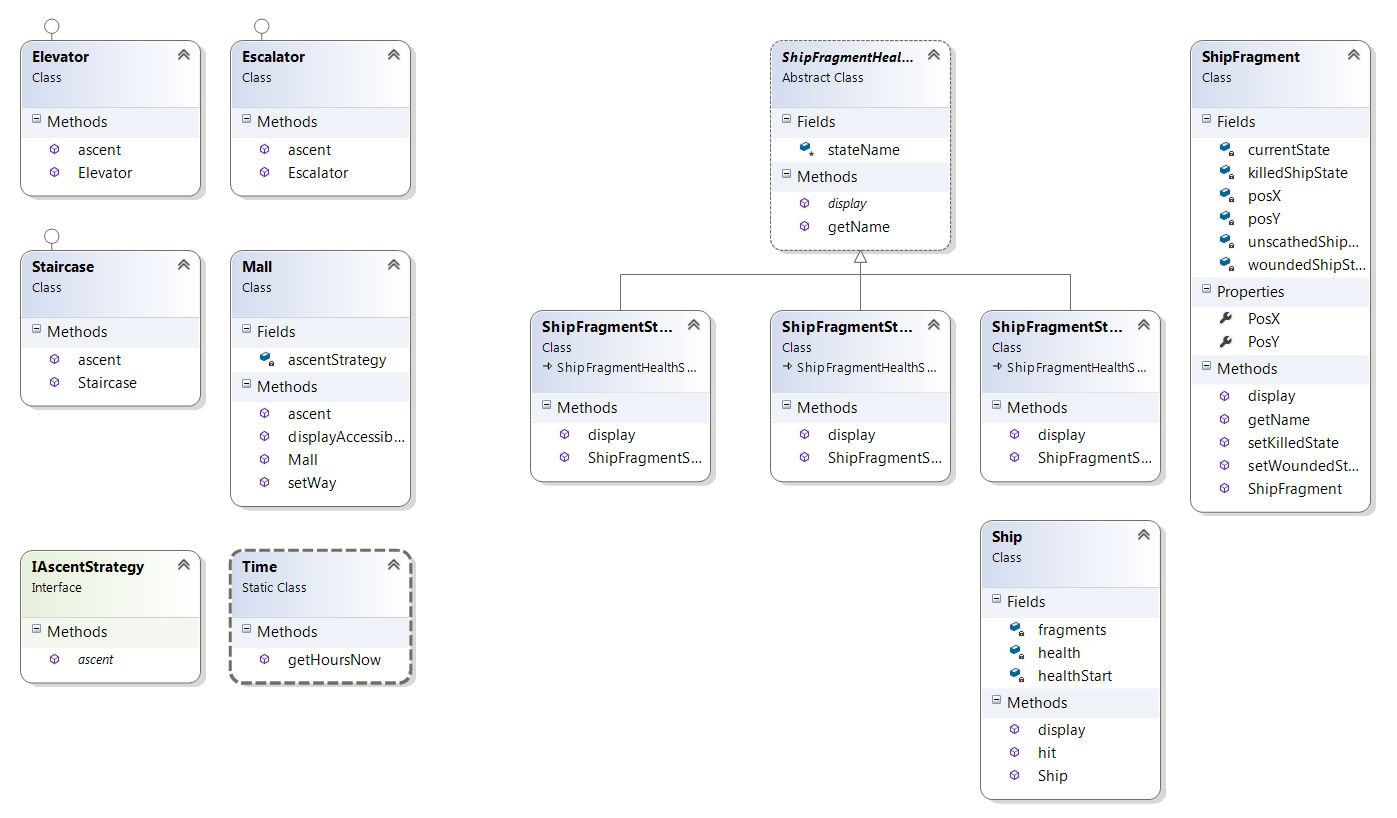 Elevator
Class
Methods
ascent
Elevator
Escalator
Class
Methods
ascent
Escalator
Staircase
Class
Methods
ascent
Staircase
Mall
Class
Fields
ascentStrategy
Methods
ascent
displayAccessib...
Mall
setWay
IAscentStrategy
Interface
Methods
ascent
Time
Static Class
Methods
getHoursNow
ShipFragmentHeal...
Abstract Class
Fields
stateName
Methods
display
getName
ShipFragmentSt...
Class
ShipFragmentHealthS...
Methods
display
ShipFragmentS...
ShipFragmentSt...
Class
ShipFragmentHealthS...
Methods
display
ShipFragmentS...
ShipFragmentSt...
Class
ShipFragmentHealthS...
Methods
display
ShipFragmentS...
ShipFragment
Class
Fields
currentState
killedShipState
posX
posY
unscathedShip...
woundedShipSt...
Properties
PosX
PosY
Methods
display
getName
setKilledState
setWoundedSt...
ShipFragment
Ship
Class
Fields
fragments
health
healthStart
Methods
display
hit
Ship